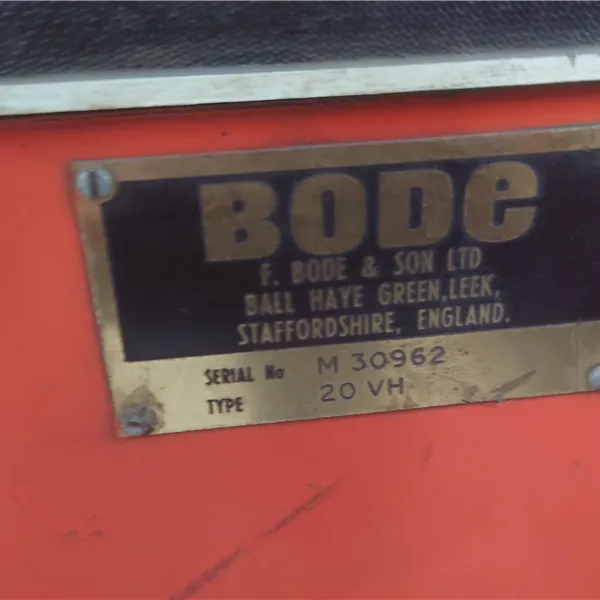 BODE
F. BODE & SON LTD
BALL HAYE GREEN, LEEK,
STAFFORDSHIRE, ENGLAND.
SERIAL No M 30962
TYPE 20 VH